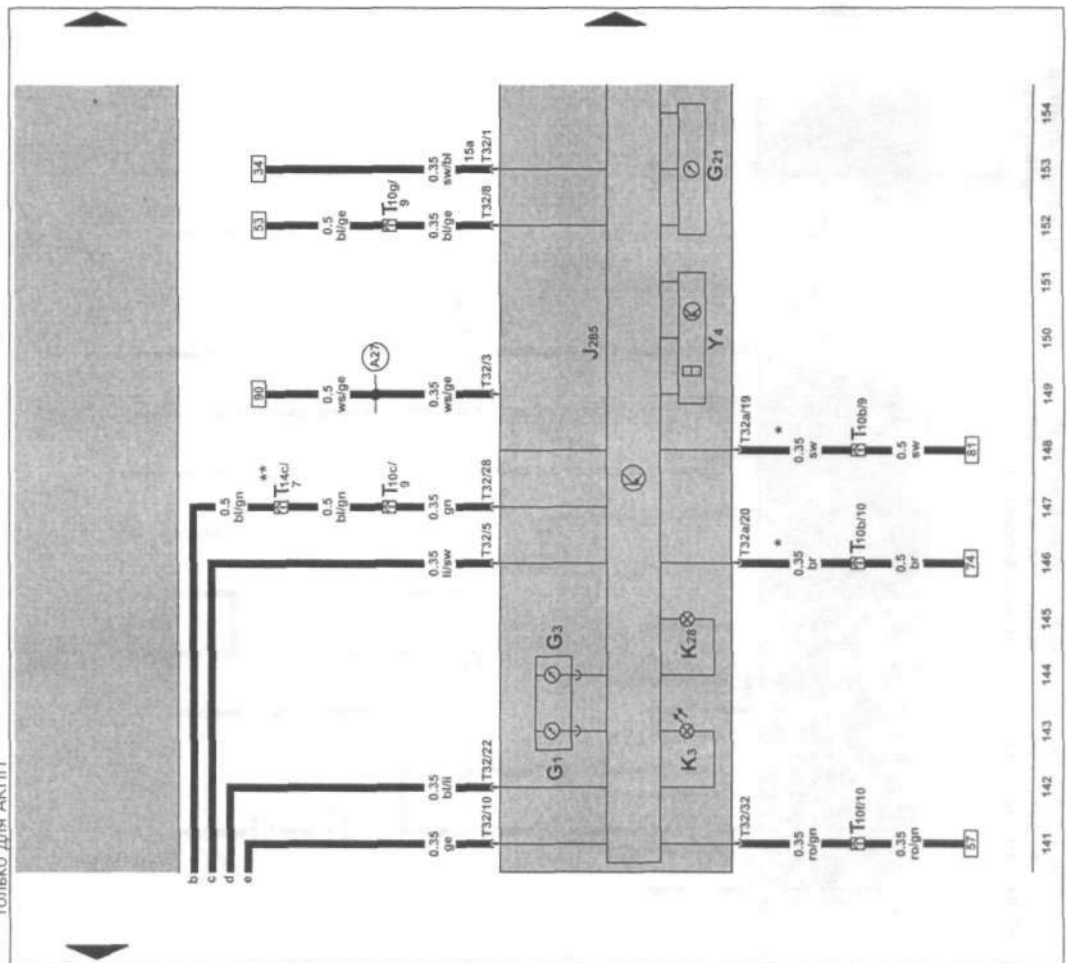 только для АКПП
34
0.35
sw/bl
15a
T32/1
53
0.5
bl/ge
T10g/
9
0.35
bl/ge
T32/8
90
0.5
ws/ge
A27
0.35
ws/ge
T32/3
0.5
bl/gn
**
T14c/
7
0.5
bl/gn
T10c/
9
0.35
gn
T32/28
0.35
li/sw
T32/5
0.35
bl/li
T32/22
0.35
ge
T32/10
b
c
d
e
G21
J285
Y4
G3
G1
K28
K3
T32a/19
*
0.35
sw
T10b/9
0.5
sw
81
T32a/20
*
0.35
br
T10b/10
0.5
br
74
T32/32
0.35
ro/gn
T10f/10
0.35
ro/gn
57
141
142
143
144
145
146
147
148
149
150
151
152
153
154